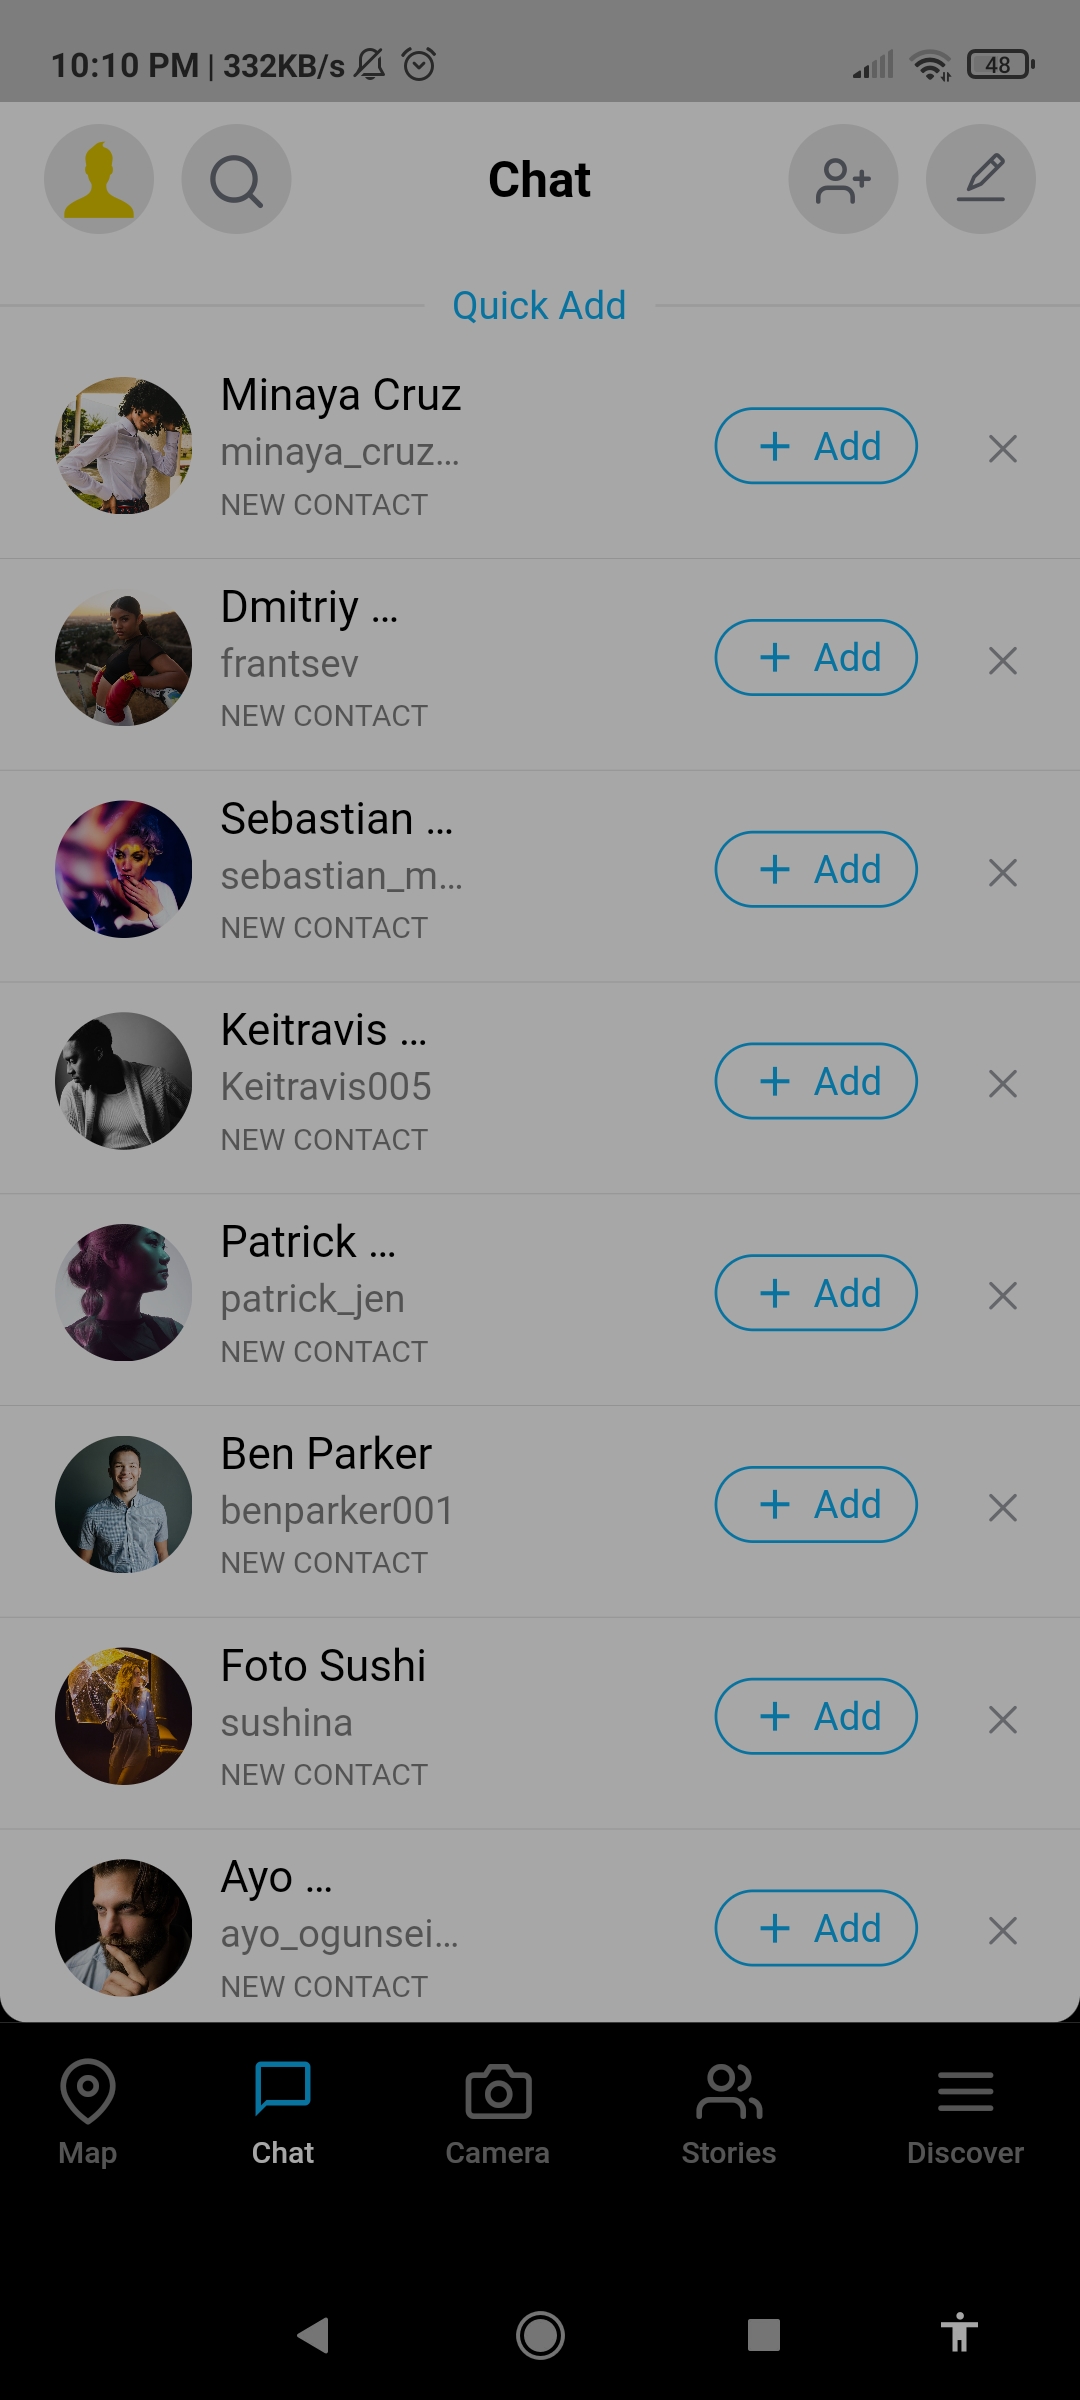 10:10 PM | 332KB/s 48
Chat
Quick Add
Minaya Cruz
minaya_cruz...
NEW CONTACT
+ Add
Dmitriy ...
frantsev
NEW CONTACT
+ Add
Sebastian ...
sebastian_m...
NEW CONTACT
+ Add
Keitravis ...
Keitravis005
NEW CONTACT
+ Add
Patrick ...
patrick_jen
NEW CONTACT
+ Add
Ben Parker
benparker001
NEW CONTACT
+ Add
Foto Sushi
sushina
NEW CONTACT
+ Add
Ayo ...
ayo_ogunsei...
NEW CONTACT
+ Add
Map Chat Camera Stories Discover